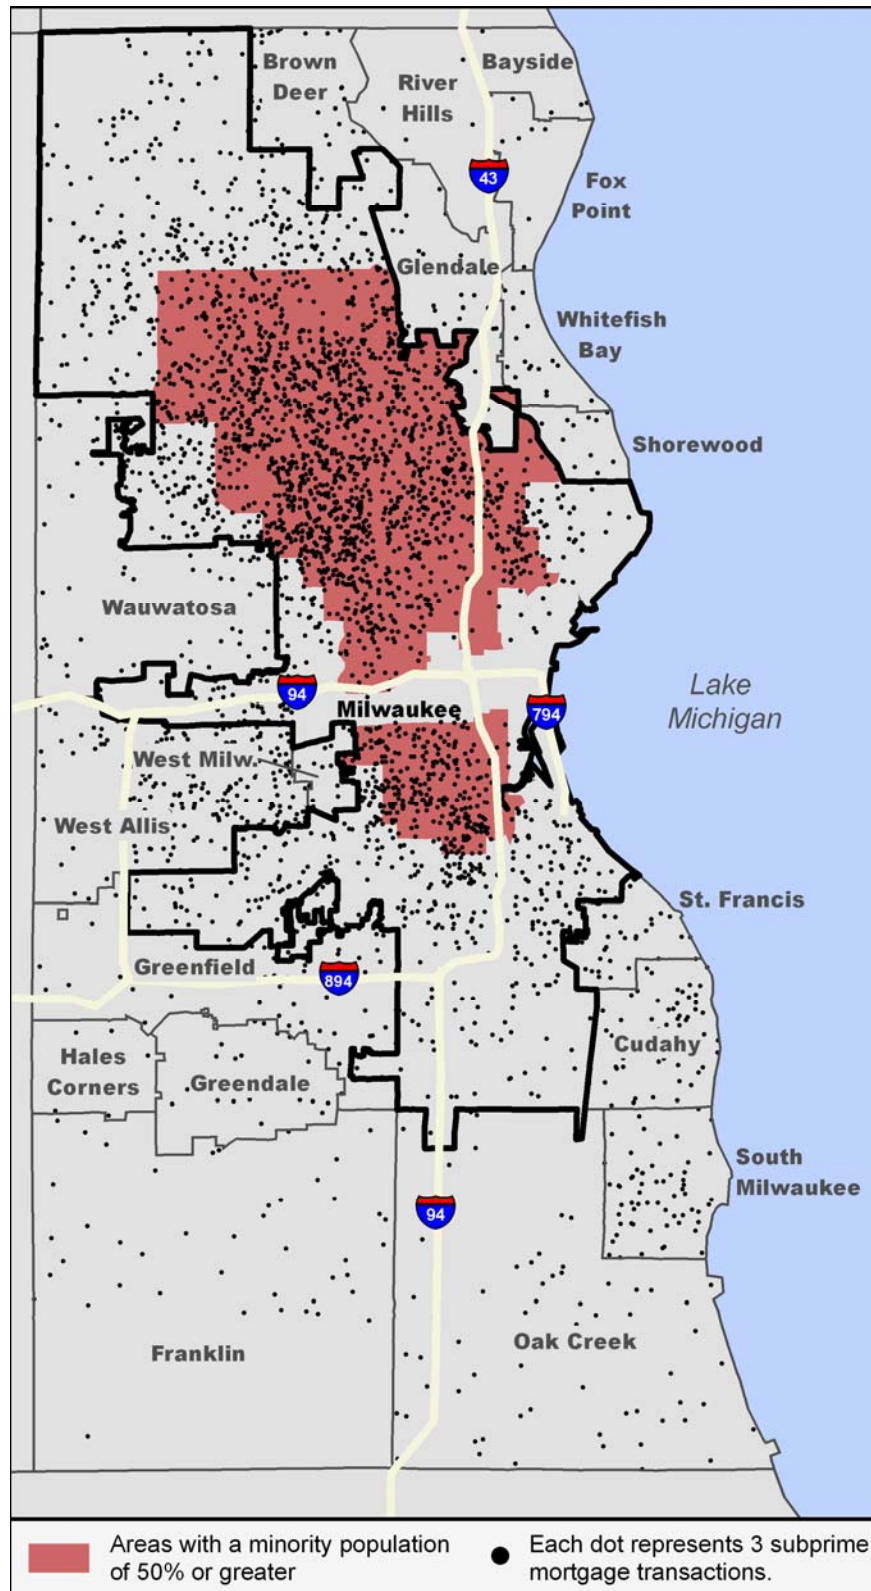 Brown
Deer
Bayside
River
Hills
43
Fox
Point
Glendale
Whitefish
Bay
Shorewood
Wauwatosa
94
Milwaukee
794
Lake
Michigan
West Milw.
West Allis
St. Francis
Greenfield
894
Hales
Corners
Greendale
Cudahy
South
Milwaukee
94
Franklin
Oak Creek
Areas with a minority population
of 50% or greater
Each dot represents 3 subprime
mortgage transactions.